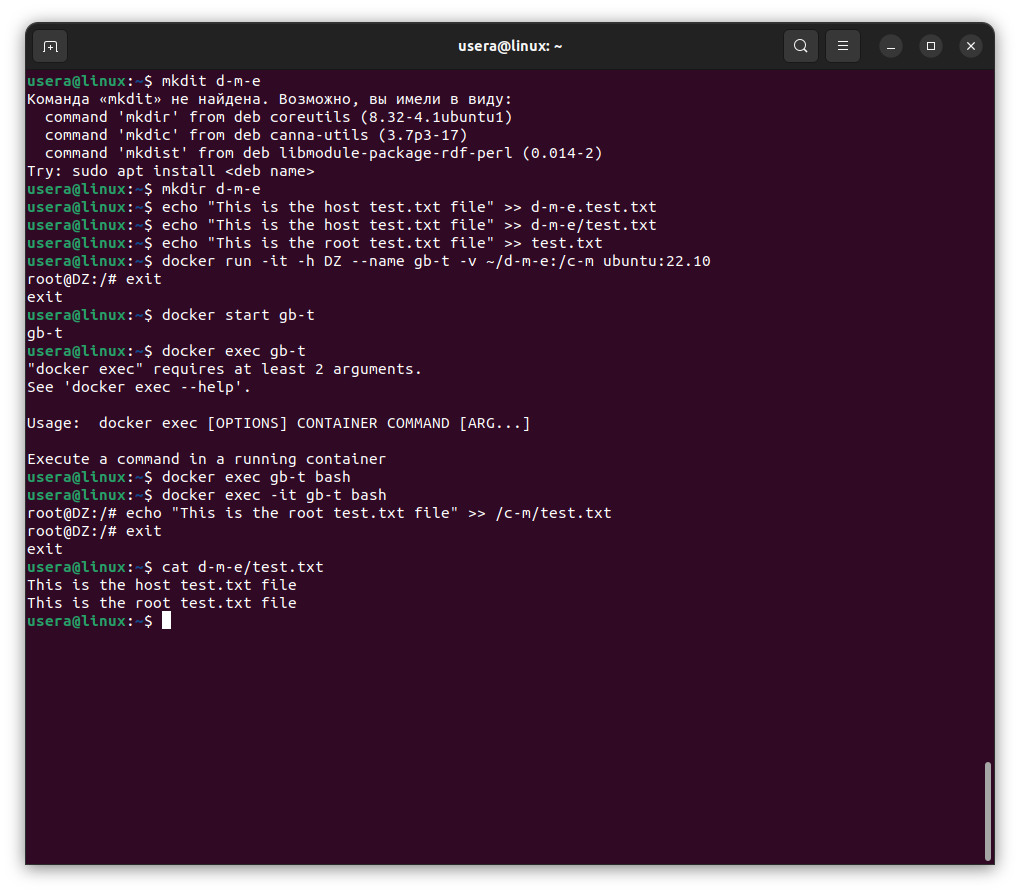 usera@linux: ~
usera@linux:~$ mkdit d-m-e
Команда «mkdit» не найдена. Возможно, вы имели в виду:
  command 'mkdir' from deb coreutils (8.32-4.1ubuntu1)
  command 'mkdic' from deb canna-utils (3.7p3-17)
  command 'mkdist' from deb libmodule-package-rdf-perl (0.014-2)
Try: sudo apt install <deb name>
usera@linux:~$ mkdir d-m-e
usera@linux:~$ echo "This is the host test.txt file" >> d-m-e.test.txt
usera@linux:~$ echo "This is the host test.txt file" >> d-m-e/test.txt
usera@linux:~$ echo "This is the root test.txt file" >> test.txt
usera@linux:~$ docker run -it -h DZ --name gb-t -v ~/d-m-e:/c-m ubuntu:22.10
root@DZ:/# exit
exit
usera@linux:~$ docker start gb-t
gb-t
usera@linux:~$ docker exec gb-t
"docker exec" requires at least 2 arguments.
See 'docker exec --help'.

Usage:  docker exec [OPTIONS] CONTAINER COMMAND [ARG...]

Execute a command in a running container
usera@linux:~$ docker exec gb-t bash
usera@linux:~$ docker exec -it gb-t bash
root@DZ:/# echo "This is the root test.txt file" >> /c-m/test.txt
root@DZ:/# exit
exit
usera@linux:~$ cat d-m-e/test.txt
This is the host test.txt file
This is the root test.txt file
usera@linux:~$